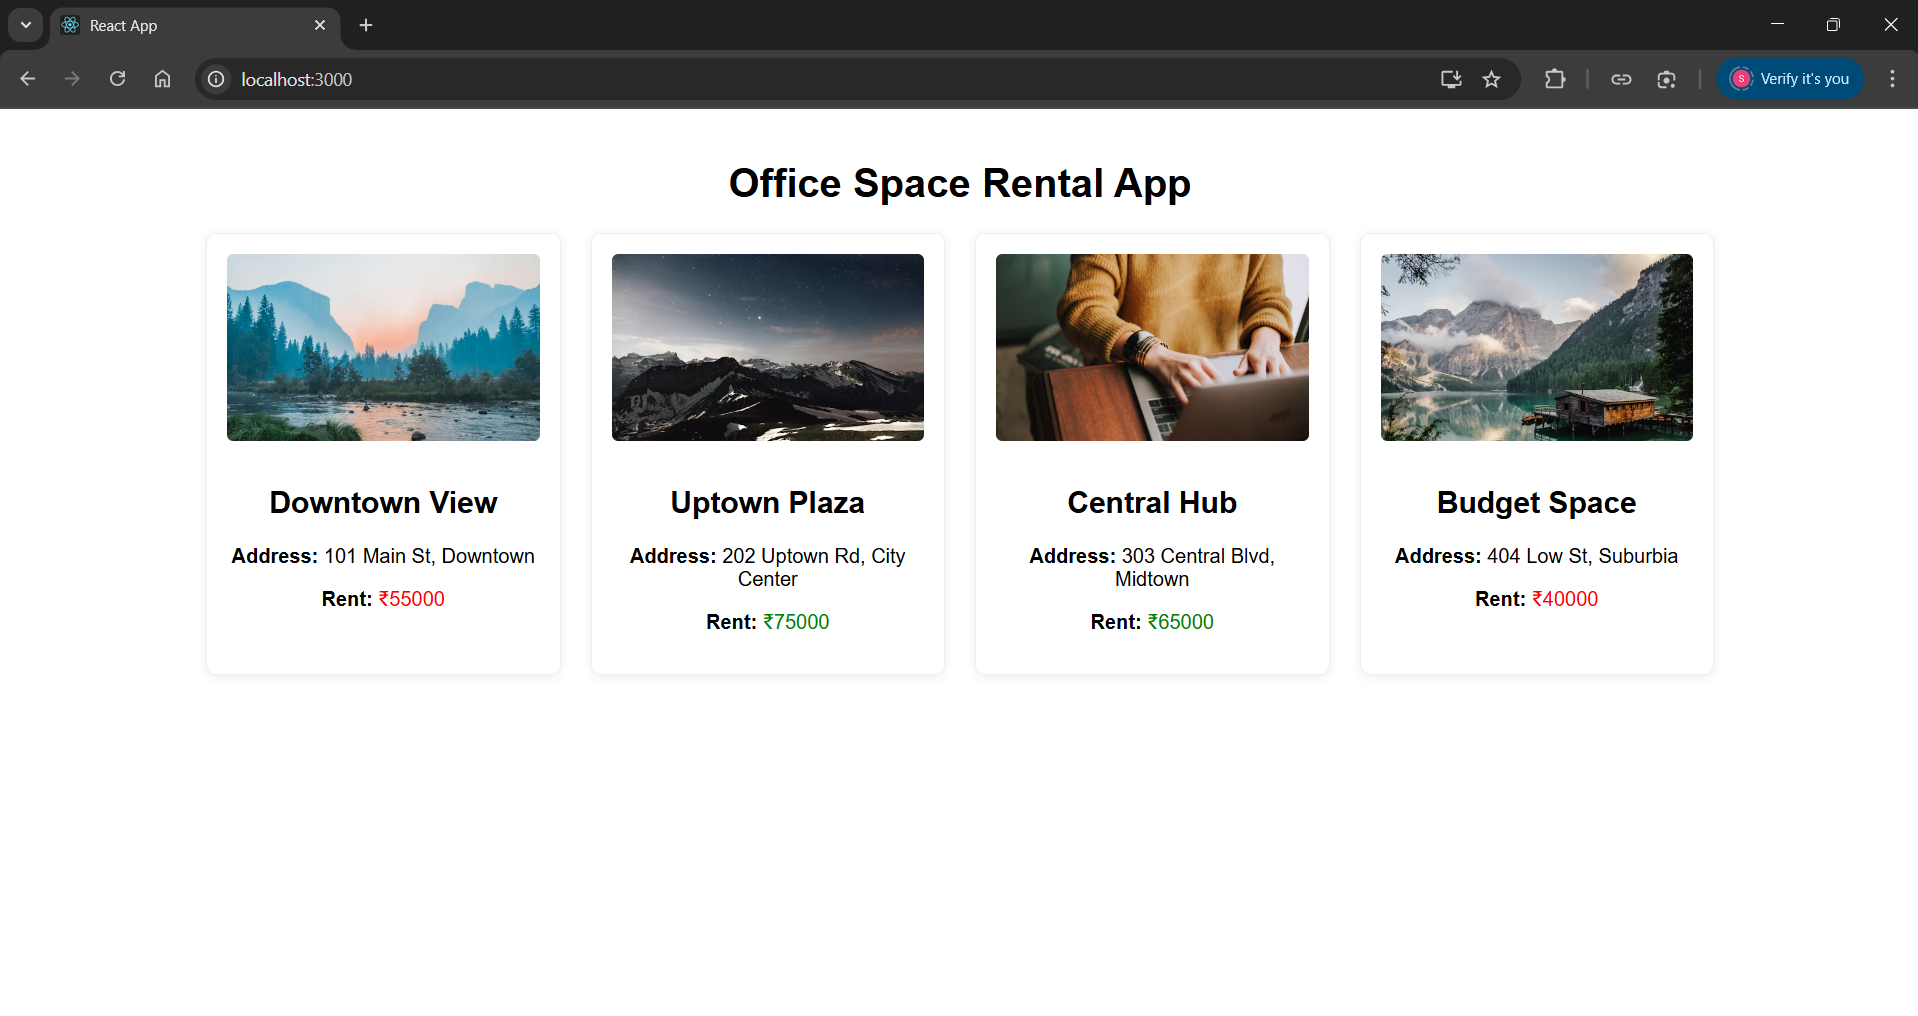 React App
localhost:3000
S
Verify it's you
Office Space Rental App
Downtown View
Address: 101 Main St, Downtown
Rent: ₹55000
Uptown Plaza
Address: 202 Uptown Rd, City
Center
Rent: ₹75000
Central Hub
Address: 303 Central Blvd,
Midtown
Rent: ₹65000
Budget Space
Address: 404 Low St, Suburbia
Rent: ₹40000